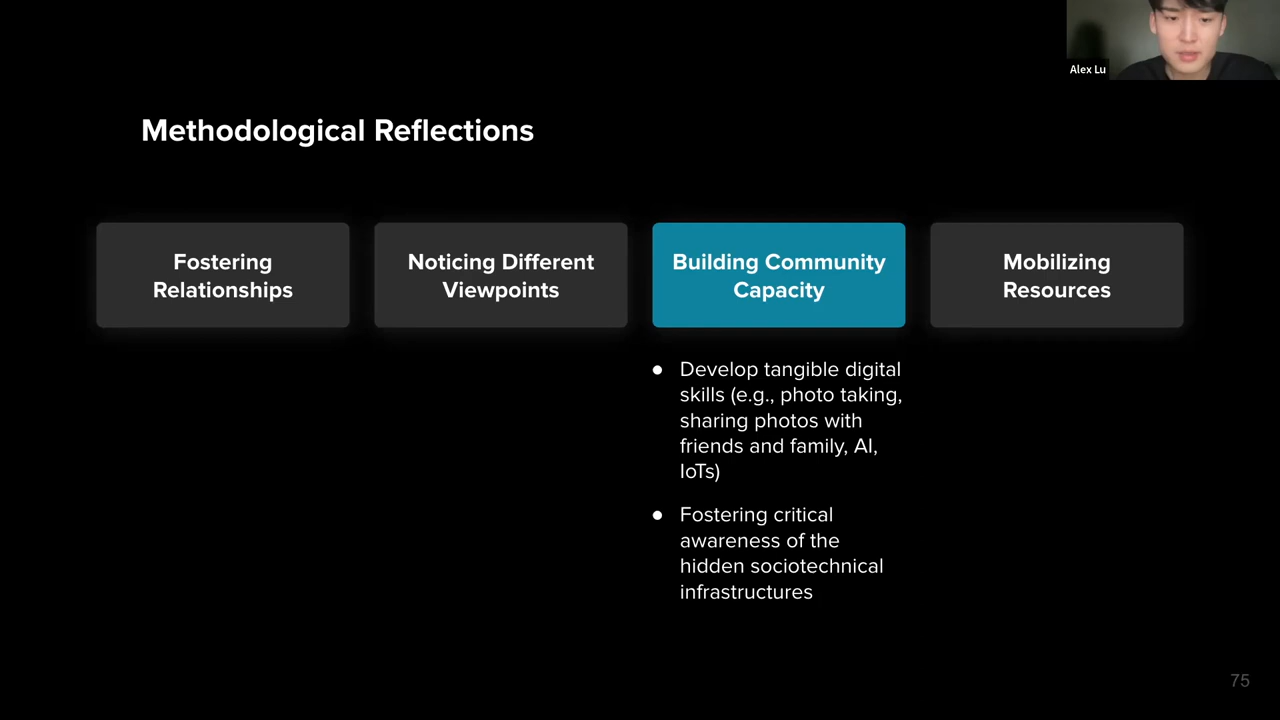 Alex Lu
Methodological Reflections
Fostering
Relationships
Noticing Different
Viewpoints
Building Community
Capacity
Mobilizing
Resources
● Develop tangible digital
skills (e.g., photo taking,
sharing photos with
friends and family, AI,
IoTs)
● Fostering critical
awareness of the
hidden sociotechnical
infrastructures
75